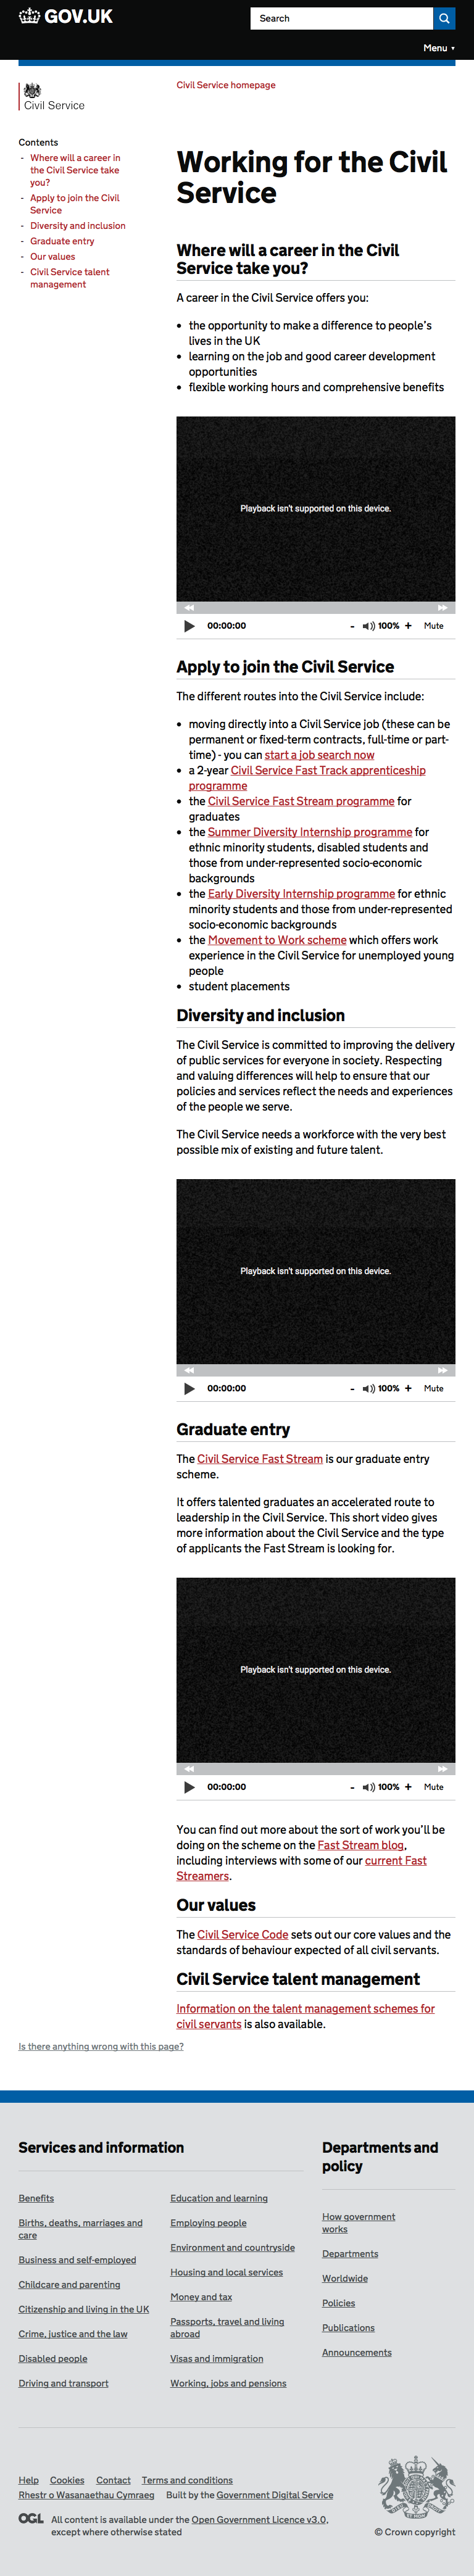 GOV.UK
Search
Menu ▼
Civil Service
Civil Service homepage
Contents
- Where will a career in
the Civil Service take
you?
- Apply to join the Civil
Service
- Diversity and inclusion
- Graduate entry
- Our values
- Civil Service talent
management
Working for the Civil
Service
Where will a career in the Civil
Service take you?
A career in the Civil Service offers you:
• the opportunity to make a difference to people's
lives in the UK
• learning on the job and good career development
opportunities
• flexible working hours and comprehensive benefits
Playback isn't supported on this device.
00:00:00
- 100% + Mute
Apply to join the Civil Service
The different routes into the Civil Service include:
• moving directly into a Civil Service job (these can be
permanent or fixed-term contracts, full-time or part-
time) - you can start a job search now
• a 2-year Civil Service Fast Track apprenticeship
programme
• the Civil Service Fast Stream programme for
graduates
• the Summer Diversity Internship programme for
ethnic minority students, disabled students and
those from under-represented socio-economic
backgrounds
• the Early Diversity Internship programme for ethnic
minority students and those from under-represented
socio-economic backgrounds
• the Movement to Work scheme which offers work
experience in the Civil Service for unemployed young
people
• student placements
Diversity and inclusion
The Civil Service is committed to improving the delivery
of public services for everyone in society. Respecting
and valuing differences will help to ensure that our
policies and services reflect the needs and experiences
of the people we serve.
The Civil Service needs a workforce with the very best
possible mix of existing and future talent.
Playback isn't supported on this device.
00:00:00
- 100% + Mute
Graduate entry
The Civil Service Fast Stream is our graduate entry
scheme.
It offers talented graduates an accelerated route to
leadership in the Civil Service. This short video gives
more information about the Civil Service and the type
of applicants the Fast Stream is looking for.
Playback isn't supported on this device.
00:00:00
- 100% + Mute
You can find out more about the sort of work you'll be
doing on the scheme on the Fast Stream blog,
including interviews with some of our current Fast
Streamers.
Our values
The Civil Service Code sets out our core values and the
standards of behaviour expected of all civil servants.
Civil Service talent management
Information on the talent management schemes for
civil servants is also available.
Is there anything wrong with this page?
Services and information
Benefits
Births, deaths, marriages and
care
Business and self-employed
Childcare and parenting
Citizenship and living in the UK
Crime, justice and the law
Disabled people
Driving and transport
Education and learning
Employing people
Environment and countryside
Housing and local services
Money and tax
Passports, travel and living
abroad
Visas and immigration
Working, jobs and pensions
Departments and
policy
How government
works
Departments
Worldwide
Policies
Publications
Announcements
Help Cookies Contact Terms and conditions
Rhestr o Wasanaethau Cymraeg Built by the Government Digital Service
OGL All content is available under the Open Government Licence v3.0,
except where otherwise stated
© Crown copyright